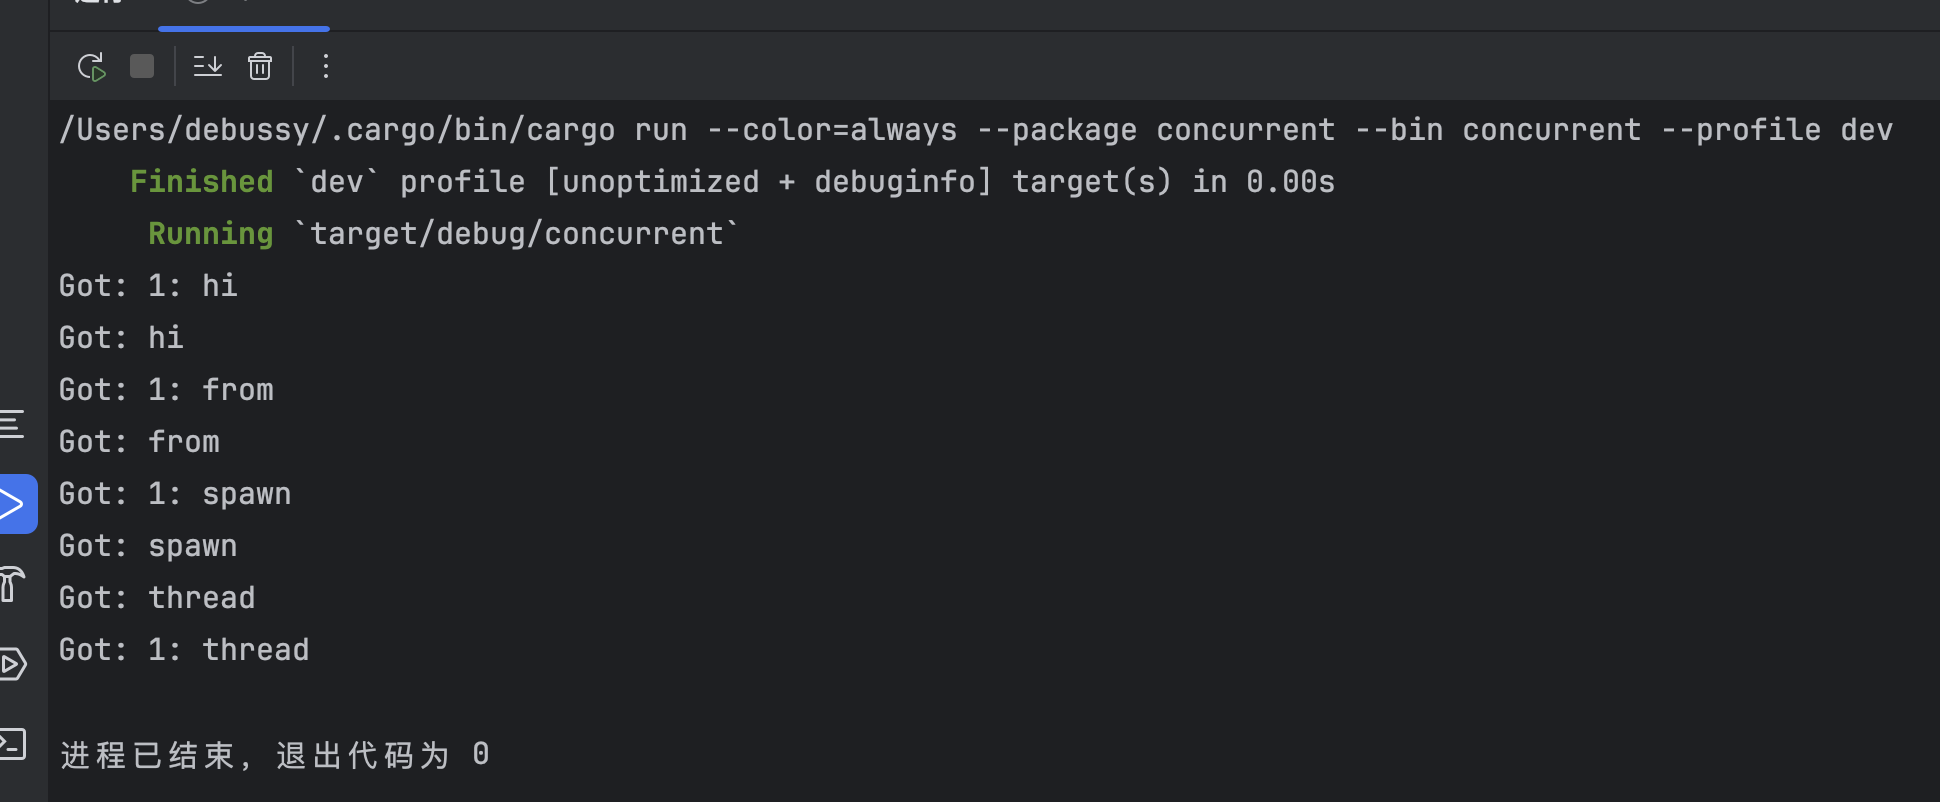 /Users/debussy/.cargo/bin/cargo run --color=always --package concurrent --bin concurrent --profile dev
Finished `dev` profile [unoptimized + debuginfo] target(s) in 0.00s
Running `target/debug/concurrent`
Got: 1: hi
Got: hi
Got: 1: from
Got: from
Got: 1: spawn
Got: spawn
Got: thread
Got: 1: thread
进程已结束，退出代码为 0